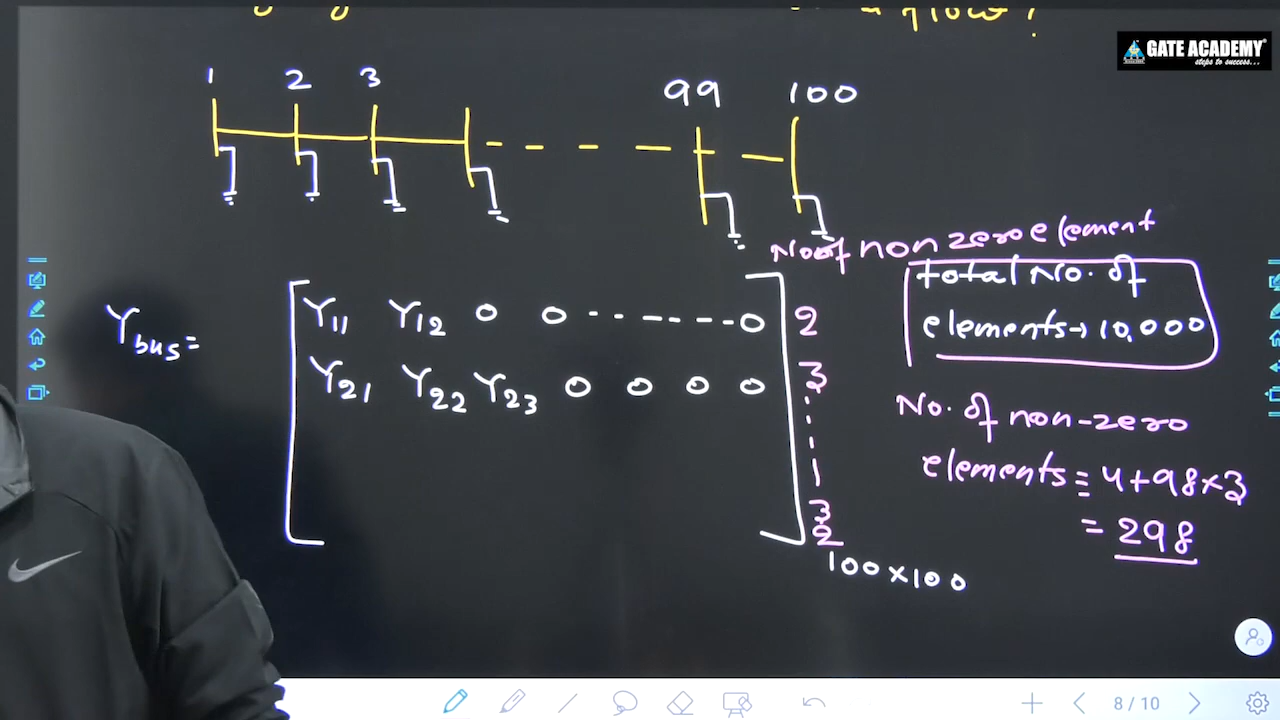 flow?
GATE ACADEMY
steps to success...
1 2 3 99 100
No. of non zero element
total No. of
elements → 10,000
Ybus =
Y11 Y12 0 0 ------0 2
Y21 Y22 Y23 0 0 0 0 3
3
2
100×100
No. of non-zero
elements = 4+98×3
= 298
8 / 10